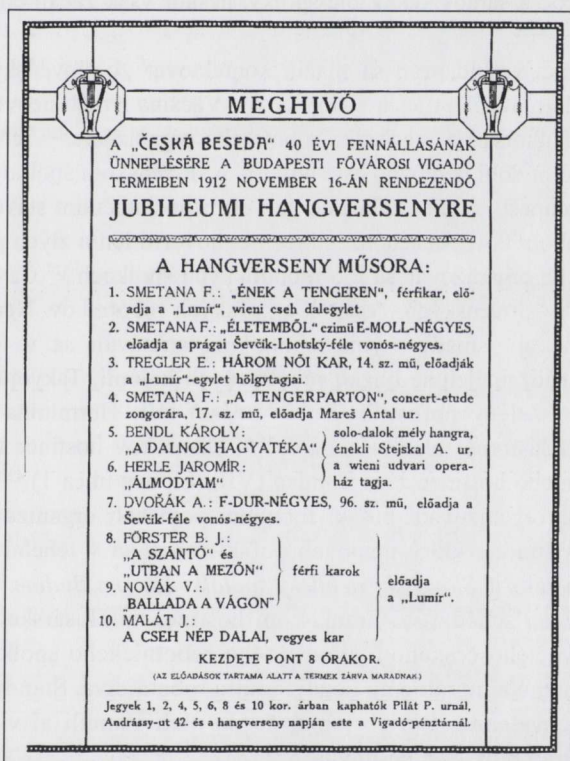 MEGHIVÓ
A „ČESKÁ BESEDA" 40 ÉVI FENNÁLLÁSÁNAK
ÜNNEPLÉSÉRE A BUDAPESTI FŐVÁROSI VIGADÓ
TERMEIBEN 1912 NOVEMBER 16-ÁN RENDEZENDŐ
JUBILEUMI HANGVERSENYRE
A HANGVERSENY MŰSORA:
1. SMETANA F.: „ÉNEK A TENGEREN", férfikar, elő-
adja a „Lumír", wieni cseh dalegylet.
2. SMETANA F.: „ÉLETEMBŐL" czimű E-MOLL-NÉGYES,
előadja a prágai Ševčik-Lhotský-féle vonós-négyes.
3. TREGLER E.: HÁROM NŐI KAR, 14. sz. mű, előadják
a „Lumír"-egylet hölgytagjai.
4. SMETANA F.: „A TENGERPARTON", concert-etude
zongorára, 17. sz. mű, előadja Mareš Antal ur.
5. BENDL KÁROLY: solo-dalok mély hangra,
„A DALNOK HAGYATÉKA" énekli Stejskal A. ur,
6. HERLE JAROMÍR: a wieni udvari opera-
„ÁLMODTAM" ház tagja.
7. DVOŘÁK A.: F-DUR-NÉGYES, 96. sz. mű, előadja a
Ševčik-féle vonós-négyes.
8. FÖRSTER B. J.:
„A SZÁNTÓ" és
„UTBAN A MEZŐN" férfi karok
9. NOVÁK V.: előadja
„BALLADA A VÁGON" a „Lumír".
10. MALÁT J.:
A CSEH NÉP DALAI, vegyes kar
KEZDETE PONT 8 ÓRAKOR.
(AZ ELŐADÁSOK TARTAMA ALATT A TERMEK ZÁRVA MARADNAK)
Jegyek 1, 2, 4, 5, 6, 8 és 10 kor. árban kaphatók Pilát P. urnál,
Andrássy-ut 42. és a hangverseny napján este a Vigadó-pénztárnál.